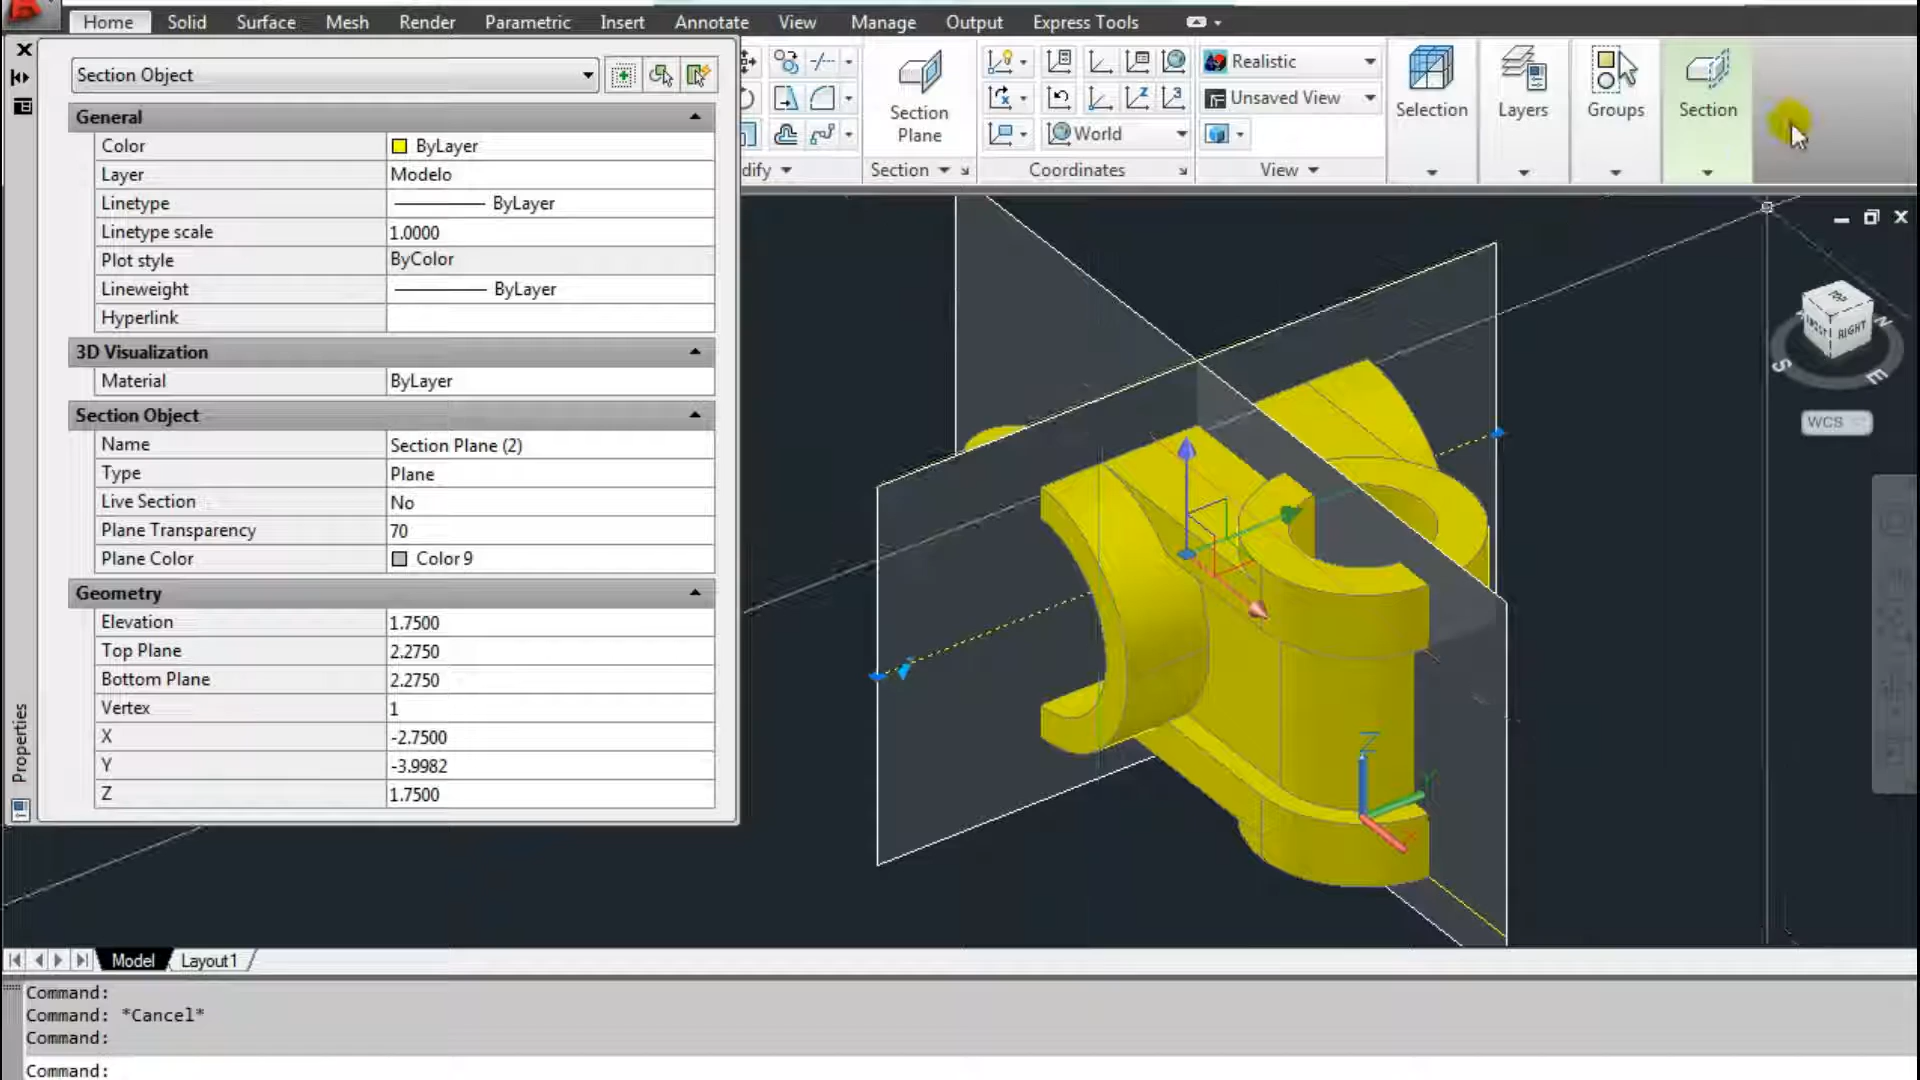 Home Solid Surface Mesh Render Parametric Insert Annotate View Manage Output Express Tools
Section Object
General
Color ByLayer
Layer Modelo
Linetype ByLayer
Linetype scale 1.0000
Plot style ByColor
Lineweight ByLayer
Hyperlink
3D Visualization
Material ByLayer
Section Object
Name Section Plane (2)
Type Plane
Live Section No
Plane Transparency 70
Plane Color Color 9
Geometry
Elevation 1.7500
Top Plane 2.2750
Bottom Plane 2.2750
Vertex 1
X -2.7500
Y -3.9982
Z 1.7500
Properties
Section
Plane
World
Realistic
Unsaved View
Selection
Layers
Groups
Section
dify
Section
Coordinates
View
TOP
RIGHT
N
S
E
WCS
Z
Y
X
Model Layout1
Command:
Command: *Cancel*
Command:
Command: